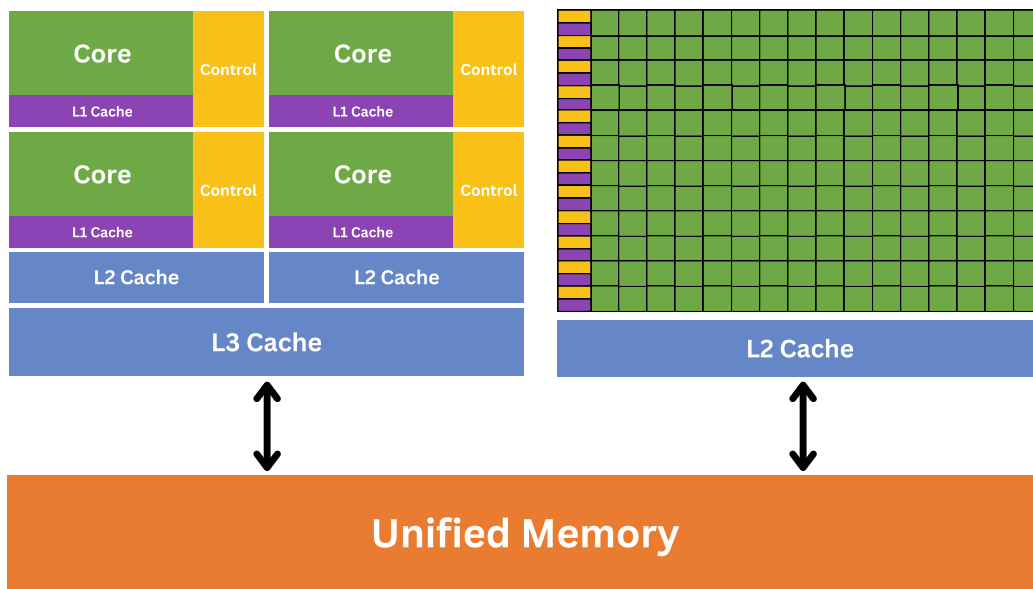 Core
Control
L1 Cache
Core
Control
L1 Cache
Core
Control
L1 Cache
Core
Control
L1 Cache
L2 Cache
L2 Cache
L3 Cache
L2 Cache
Unified Memory